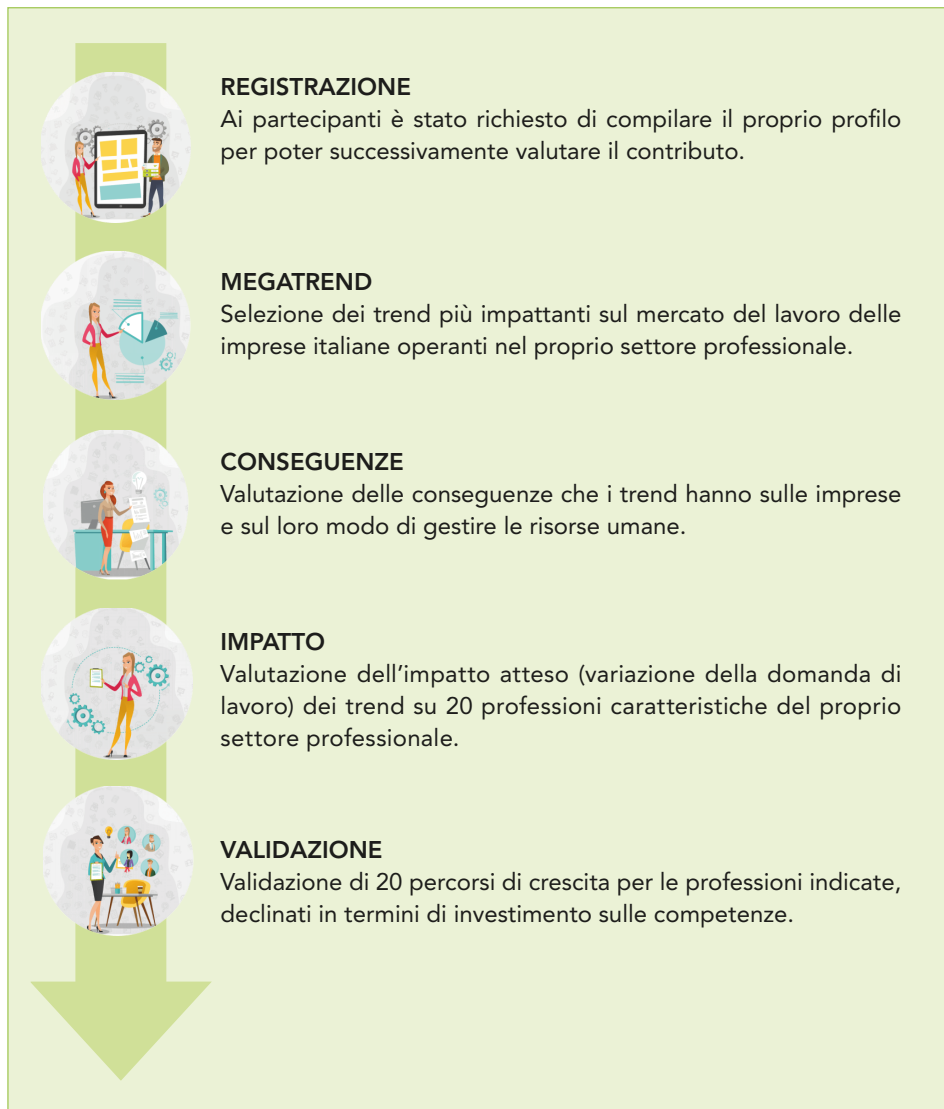 REGISTRAZIONE
Ai partecipanti è stato richiesto di compilare il proprio profilo
per poter successivamente valutare il contributo.
MEGATREND
Selezione dei trend più impattanti sul mercato del lavoro delle
imprese italiane operanti nel proprio settore professionale.
CONSEGUENZE
Valutazione delle conseguenze che i trend hanno sulle imprese
e sul loro modo di gestire le risorse umane.
IMPATTO
Valutazione dell’impatto atteso (variazione della domanda di
lavoro) dei trend su 20 professioni caratteristiche del proprio
settore professionale.
VALIDAZIONE
Validazione di 20 percorsi di crescita per le professioni indicate,
declinati in termini di investimento sulle competenze.